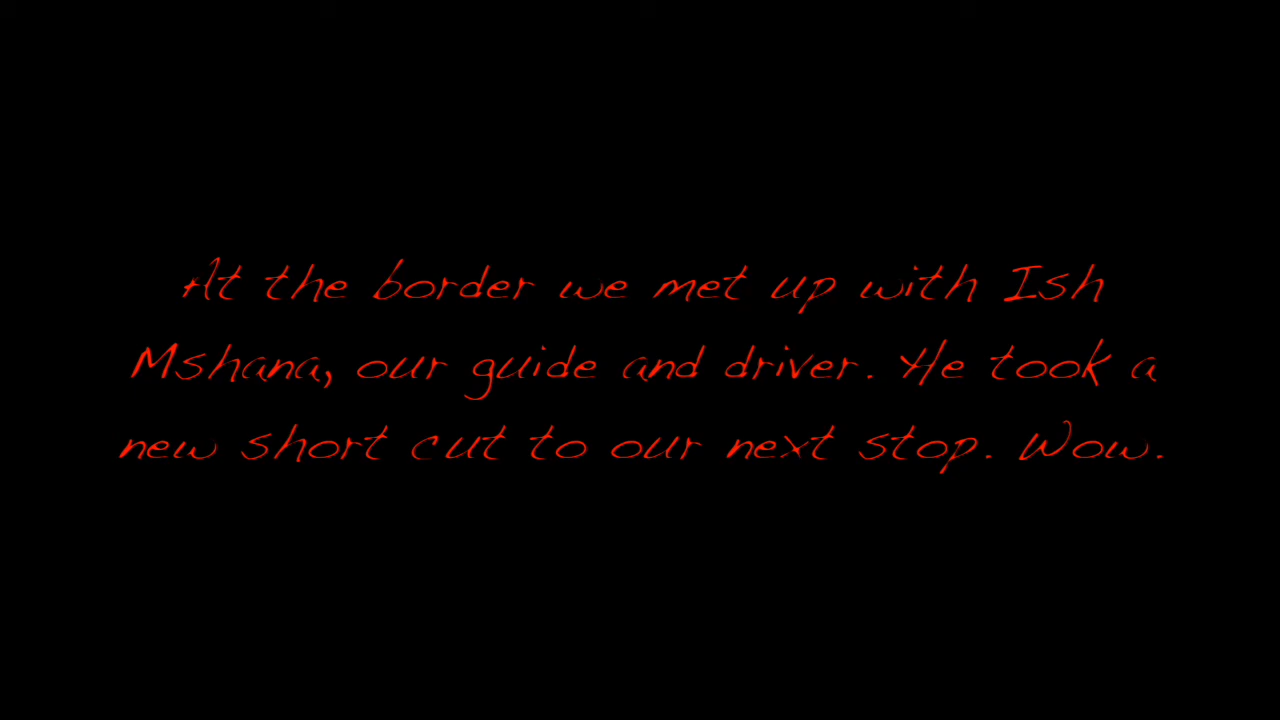 At the border we met up with Ish
Mshana, our guide and driver. He took a
new short cut to our next stop. Wow.